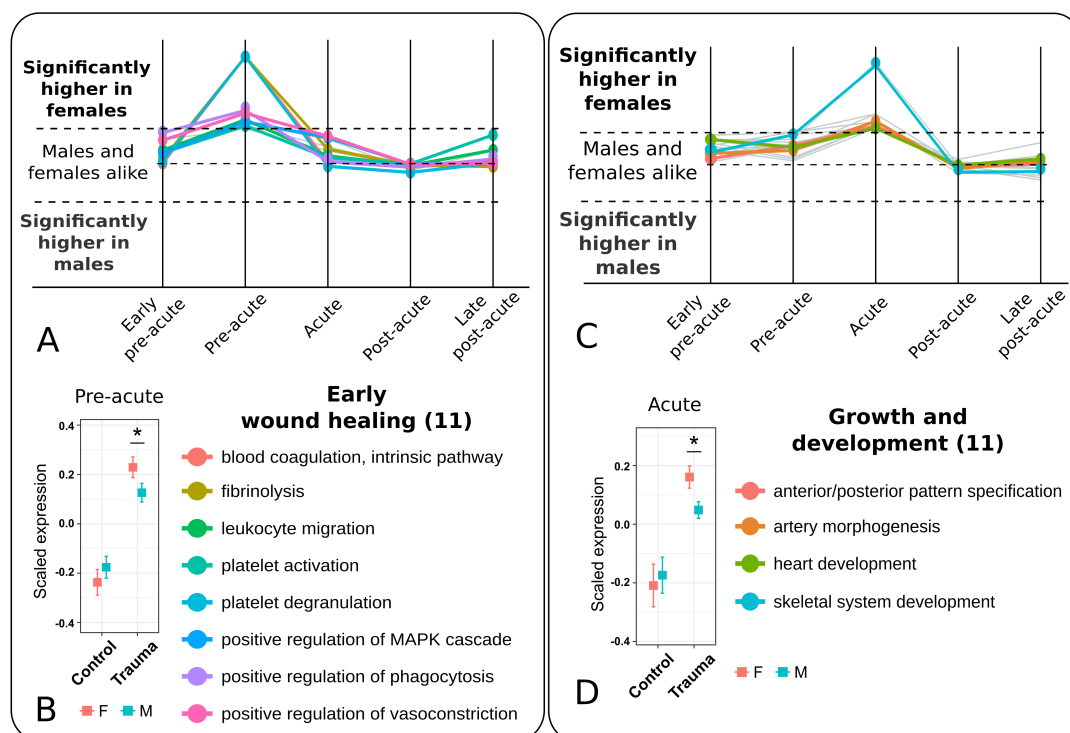 Significantly
higher in
females
Males and
females alike
Significantly
higher in
males
Early
pre-acute
Pre-acute
Acute
Post-acute
Late
post-acute
A
Pre-acute
Scaled expression
0.4
0.2
0.0
-0.2
-0.4
*
Control
Trauma
F M
B
Early
wound healing (11)
blood coagulation, intrinsic pathway
fibrinolysis
leukocyte migration
platelet activation
platelet degranulation
positive regulation of MAPK cascade
positive regulation of phagocytosis
positive regulation of vasoconstriction
Significantly
higher in
females
Males and
females alike
Significantly
higher in
males
Early
pre-acute
Pre-acute
Acute
Post-acute
Late
post-acute
C
Acute
Scaled expression
0.2
0.0
-0.2
-0.4
*
Control
Trauma
F M
D
Growth and
development (11)
anterior/posterior pattern specification
artery morphogenesis
heart development
skeletal system development